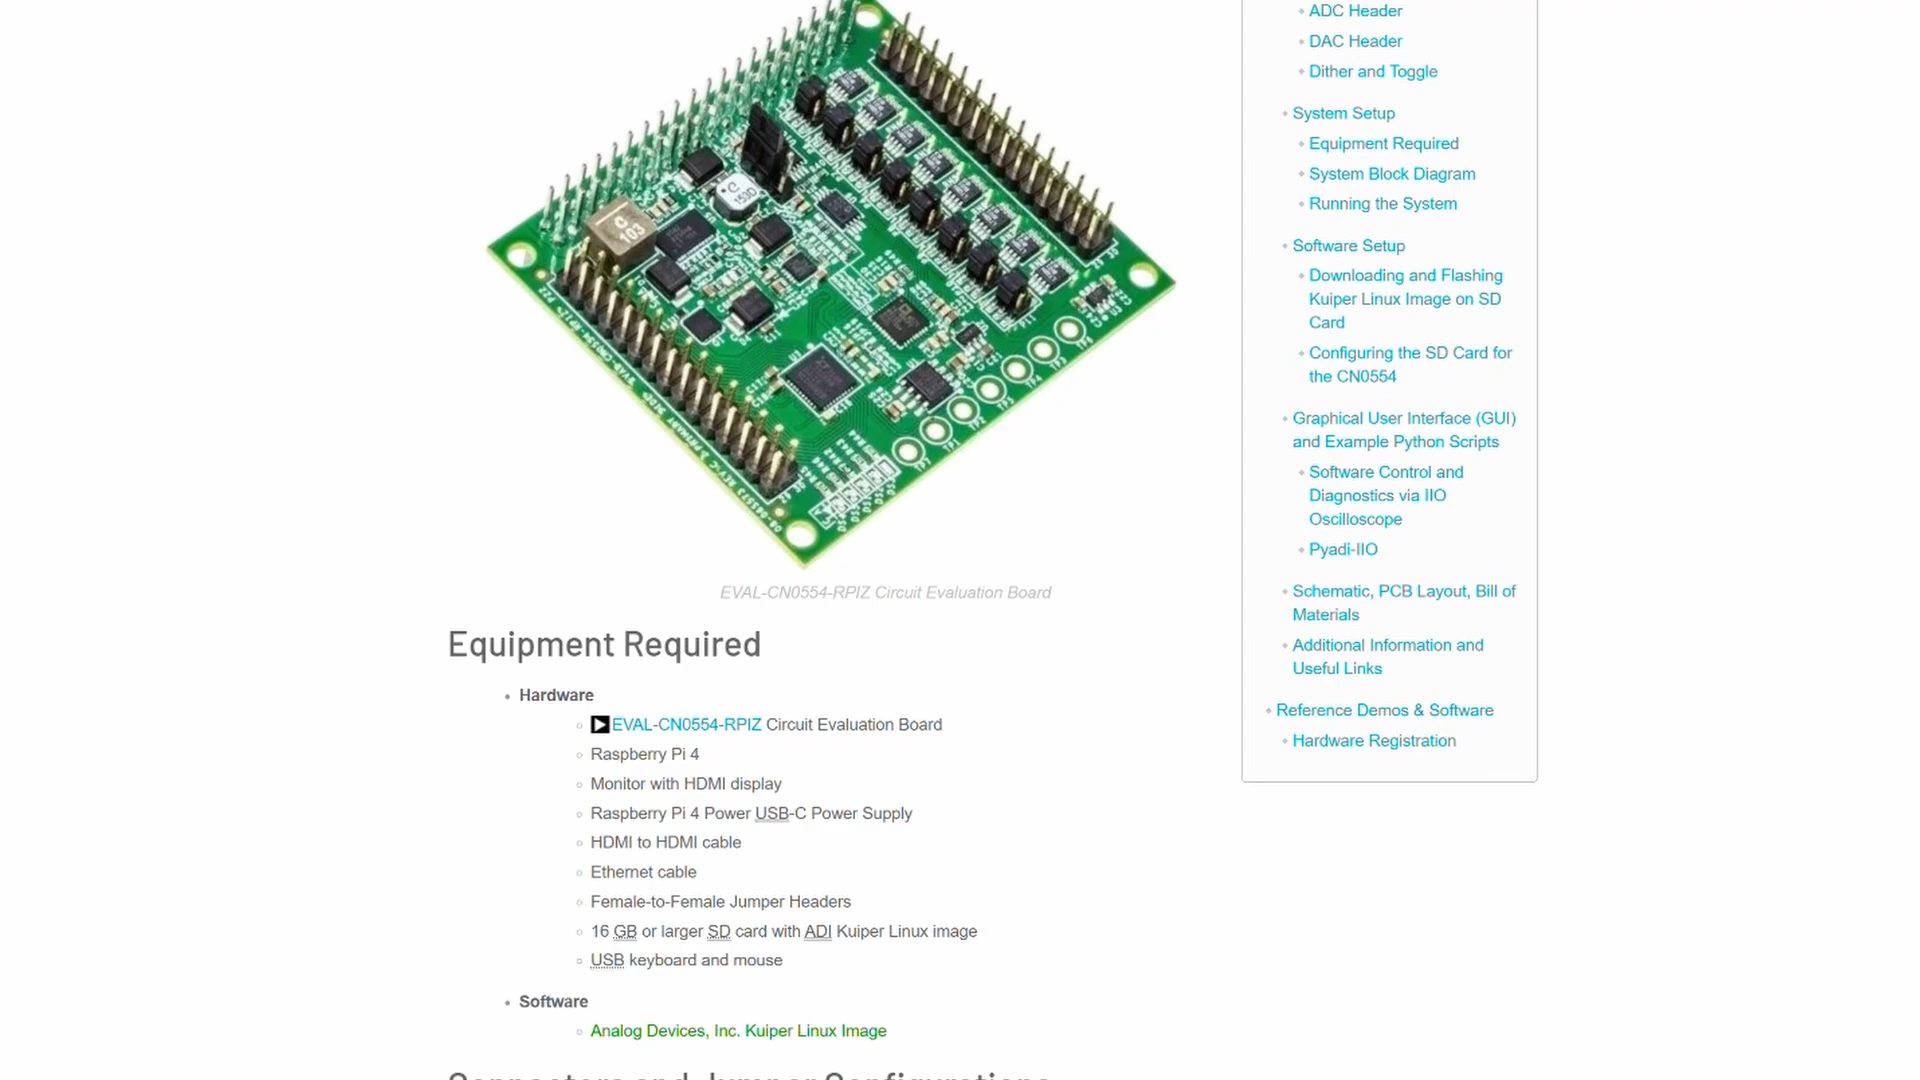 EVAL-CN0554-RPIZ Circuit Evaluation Board
Equipment Required
Hardware
EVAL-CN0554-RPIZ Circuit Evaluation Board
Raspberry Pi 4
Monitor with HDMI display
Raspberry Pi 4 Power USB-C Power Supply
HDMI to HDMI cable
Ethernet cable
Female-to-Female Jumper Headers
16 GB or larger SD card with ADI Kuiper Linux image
USB keyboard and mouse
Software
Analog Devices, Inc. Kuiper Linux Image
Connectors and Jumper Configurations
ADC Header
DAC Header
Dither and Toggle
System Setup
Equipment Required
System Block Diagram
Running the System
Software Setup
Downloading and Flashing
Kuiper Linux Image on SD
Card
Configuring the SD Card for
the CN0554
Graphical User Interface (GUI)
and Example Python Scripts
Software Control and
Diagnostics via IIO
Oscilloscope
Pyadi-IIO
Schematic, PCB Layout, Bill of
Materials
Additional Information and
Useful Links
Reference Demos & Software
Hardware Registration